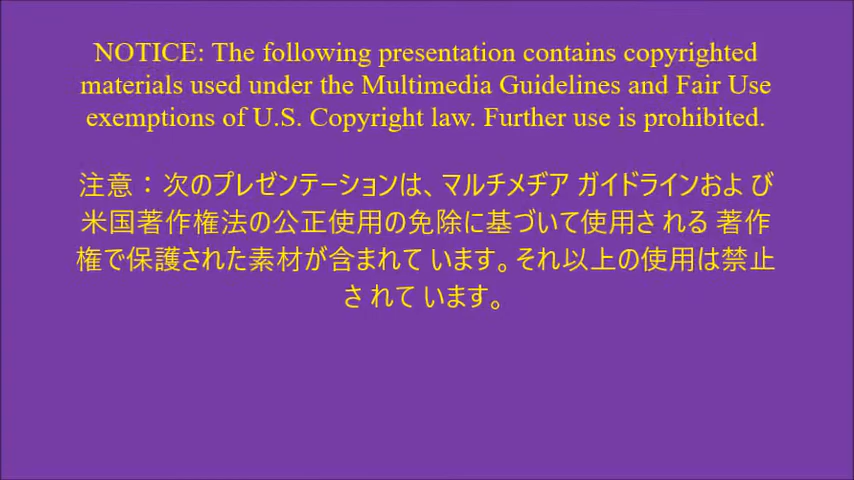 NOTICE: The following presentation contains copyrighted
materials used under the Multimedia Guidelines and Fair Use
exemptions of U.S. Copyright law. Further use is prohibited.
注意：次のプレゼンテーションは、マルチメヂア ガイドラインおよび
米国著作権法の公正使用の免除に基づいて使用される 著作
権で保護された素材が含まれて います。それ以上の使用は禁止
されて います。